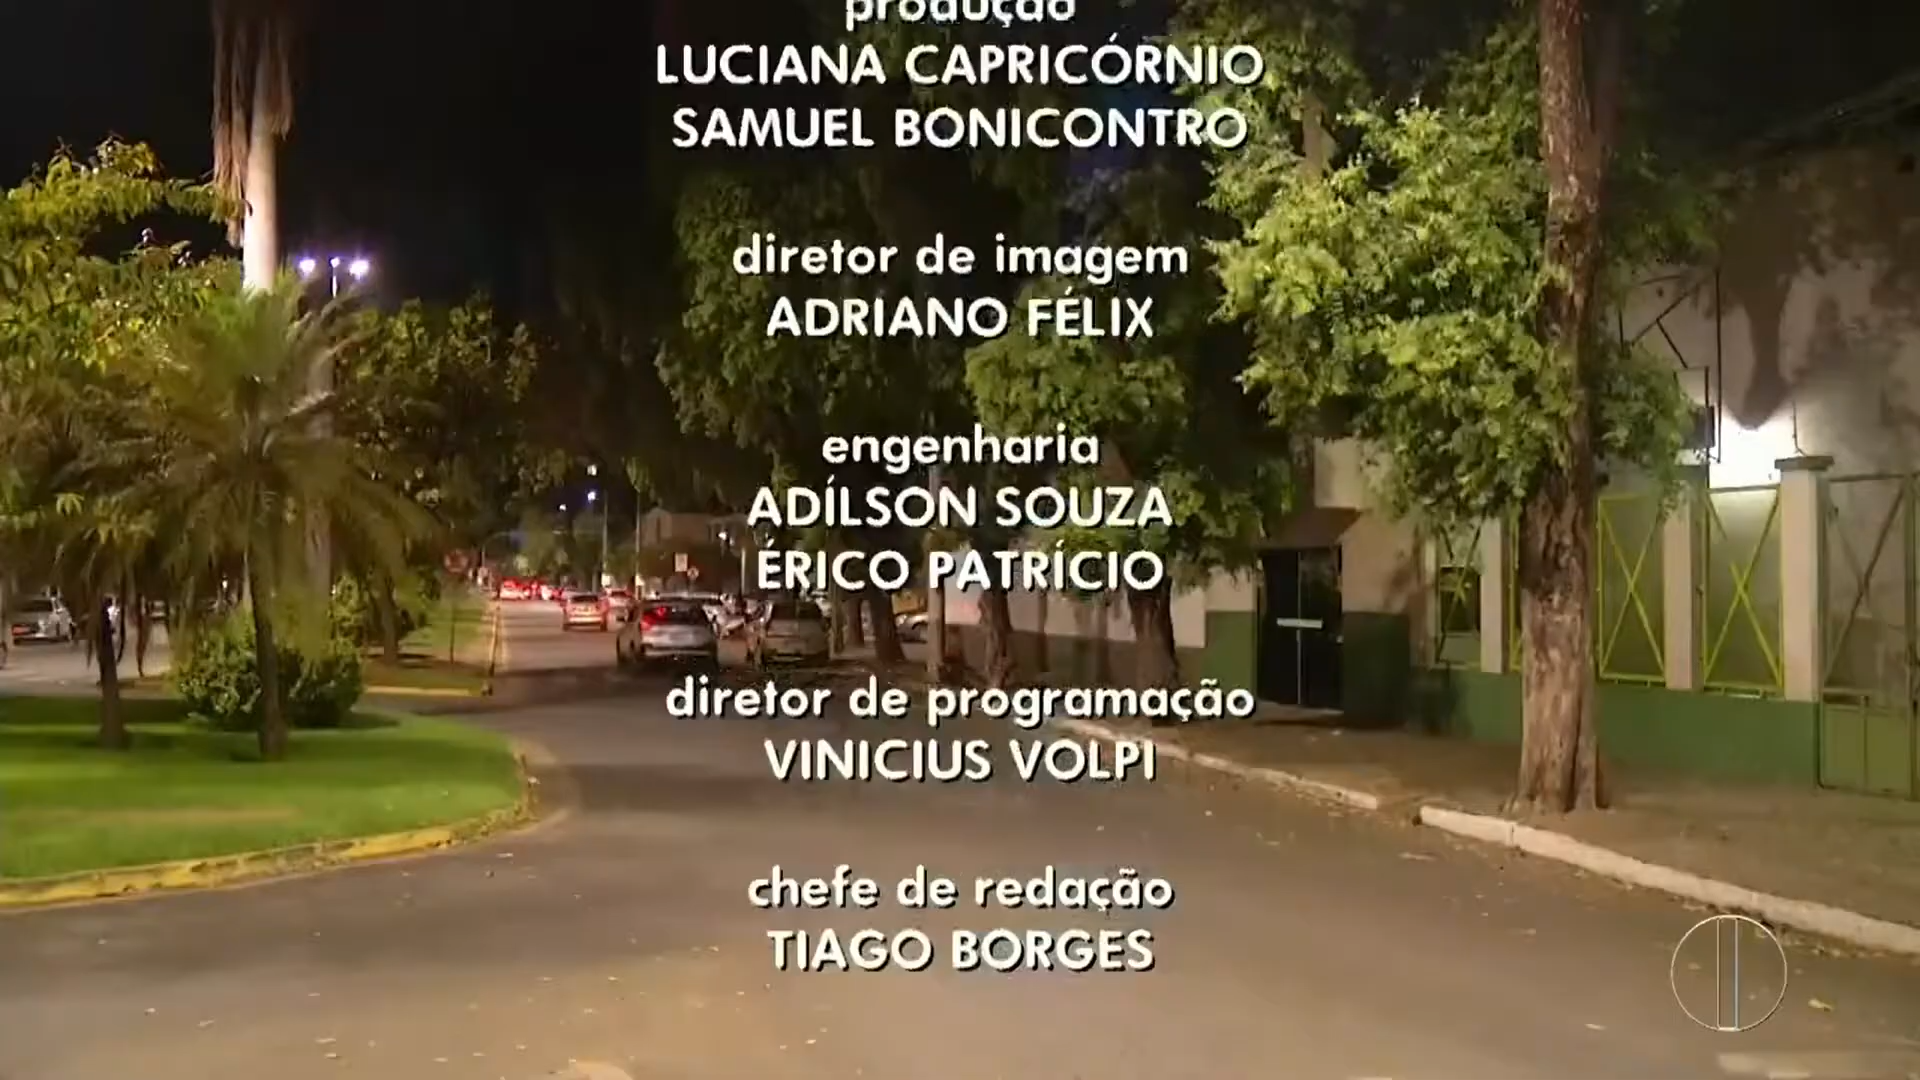 produção
LUCIANA CAPRICÓRNIO
SAMUEL BONICONTRO
diretor de imagem
ADRIANO FÉLIX
engenharia
ADÍLSON SOUZA
ÉRICO PATRÍCIO
diretor de programação
VINICIUS VOLPI
chefe de redação
TIAGO BORGES